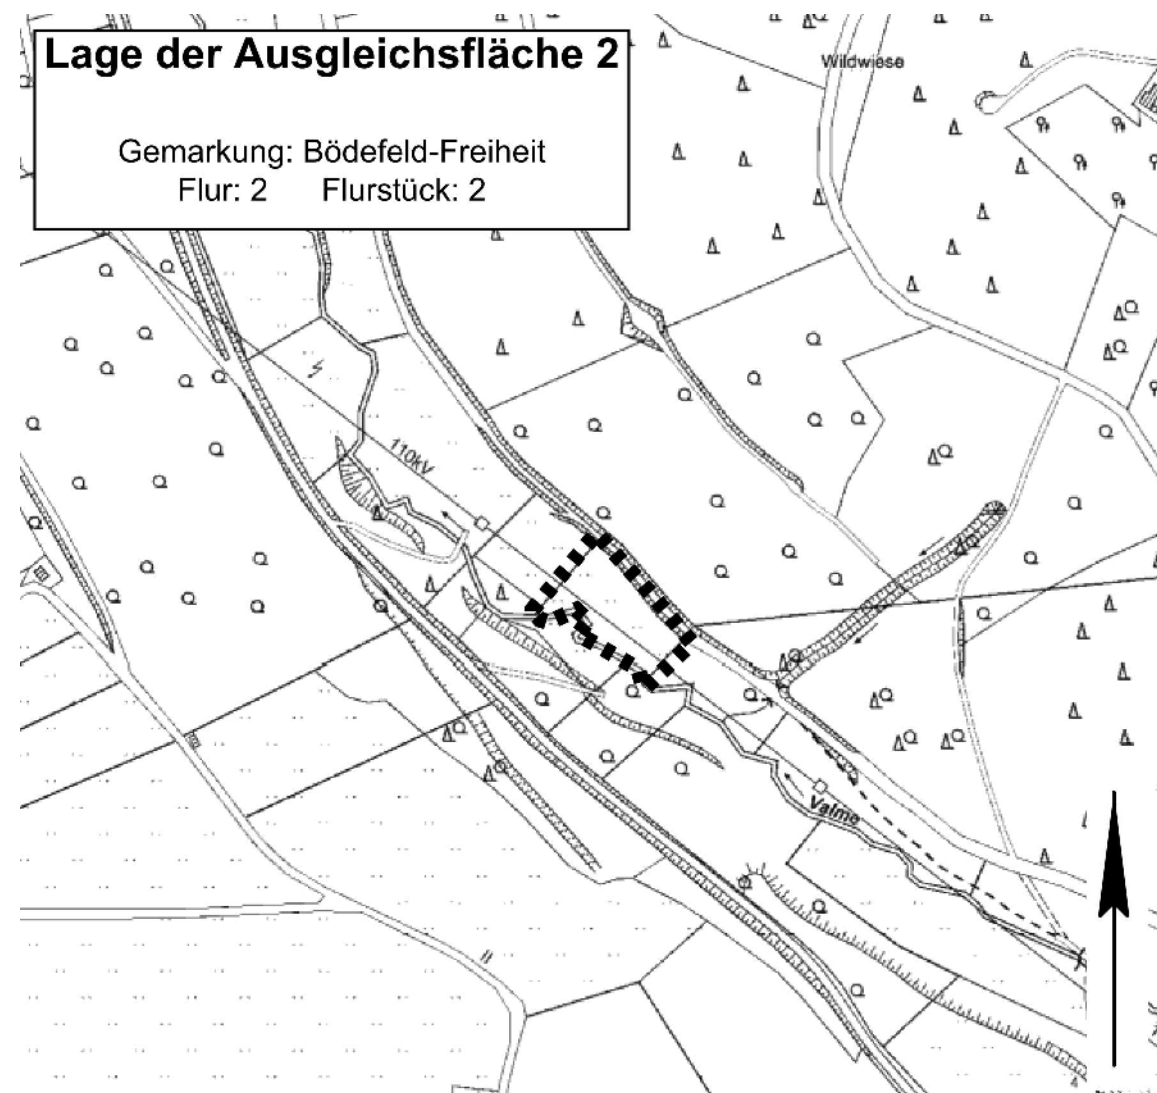 Lage der Ausgleichsfläche 2
Gemarkung: Bödefeld-Freiheit
Flur: 2 Flurstück: 2
Wildwiese
110kV
Valme